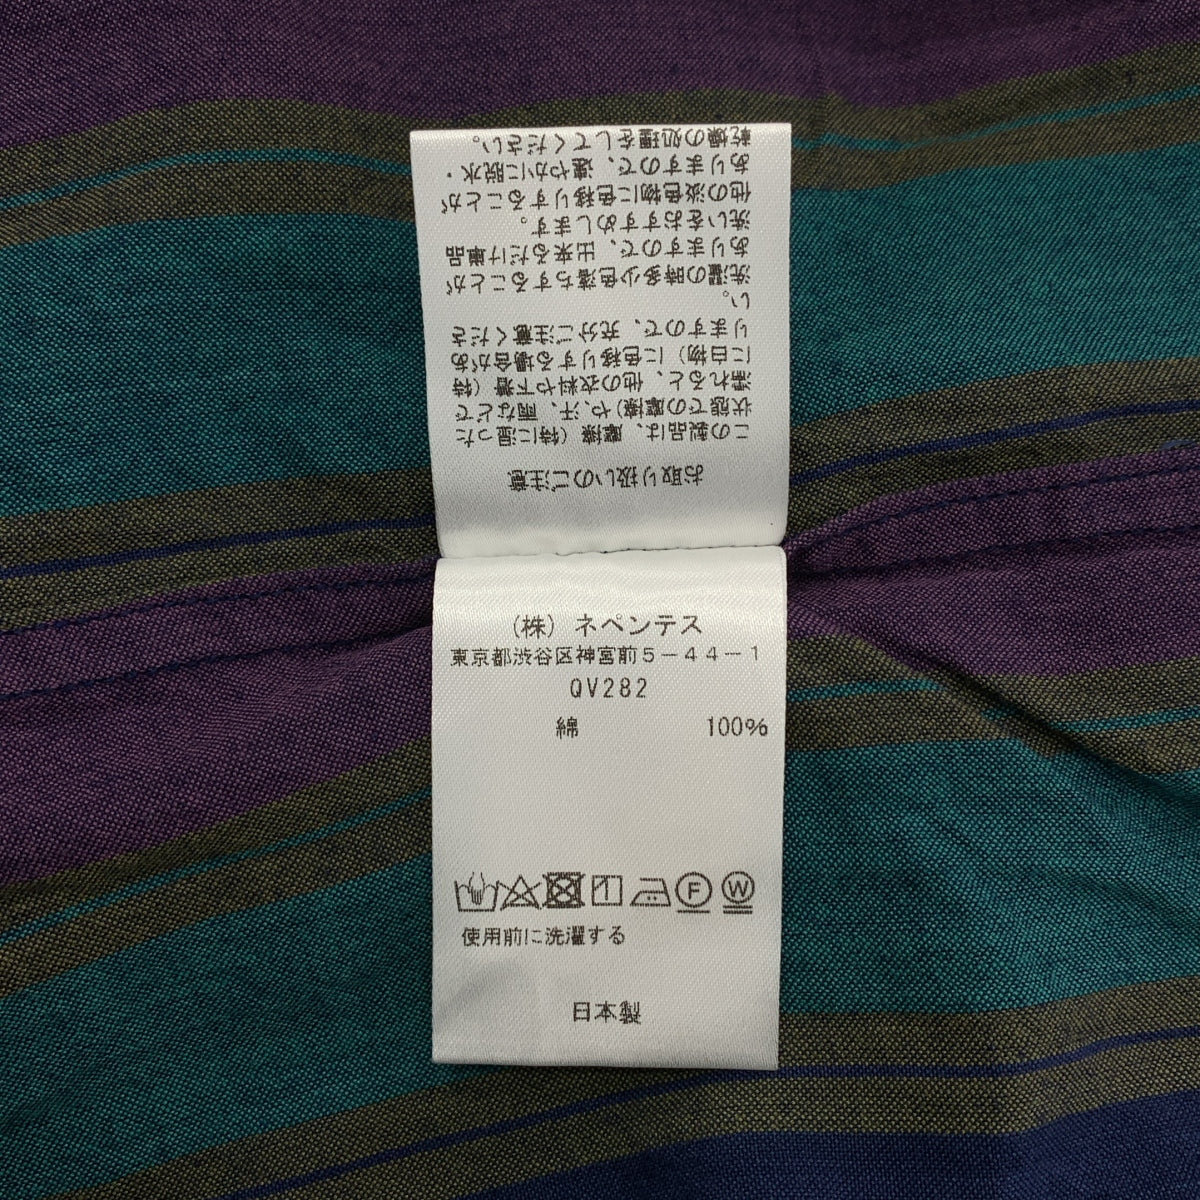 お取り扱いのご注意
この製品は、摩擦（特に湿った
状態での摩擦）や、汗、雨などで
濡れると、他の衣料や下着（特
に白物）に色移りする場合があ
りますので、充分ご注意くださ
い。
洗濯の時多少色落ちすることが
ありますので、出来るだけ単品
洗いをおすすめします。
他の淡色物に色移りすることが
ありますので、速やかに脱水・
乾燥の処理をしてください。
（株）ネペンテス
東京都渋谷区神宮前５－４４－１
QV282
綿 100%
F W
使用前に洗濯する
日本製